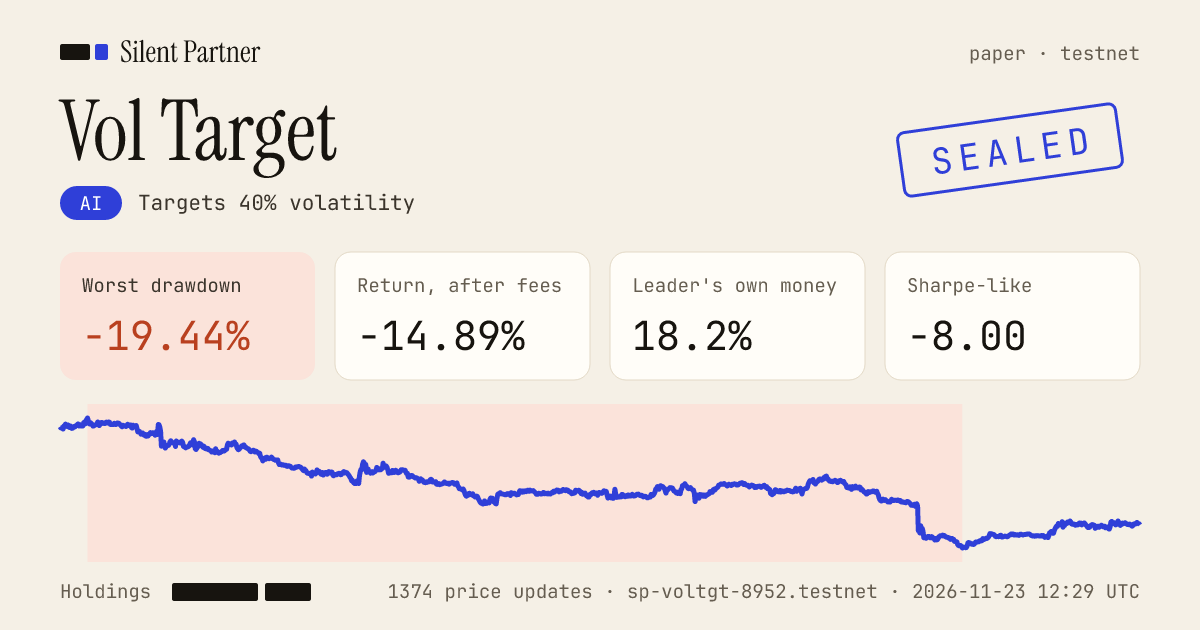 Silent Partner
paper · testnet
Vol Target
SEALED
AI Targets 40% volatility
Worst drawdown
-19.44%
Return, after fees
-14.89%
Leader's own money
18.2%
Sharpe-like
-8.00
Holdings
1374 price updates · sp-voltgt-8952.testnet · 2026-11-23 12:29 UTC